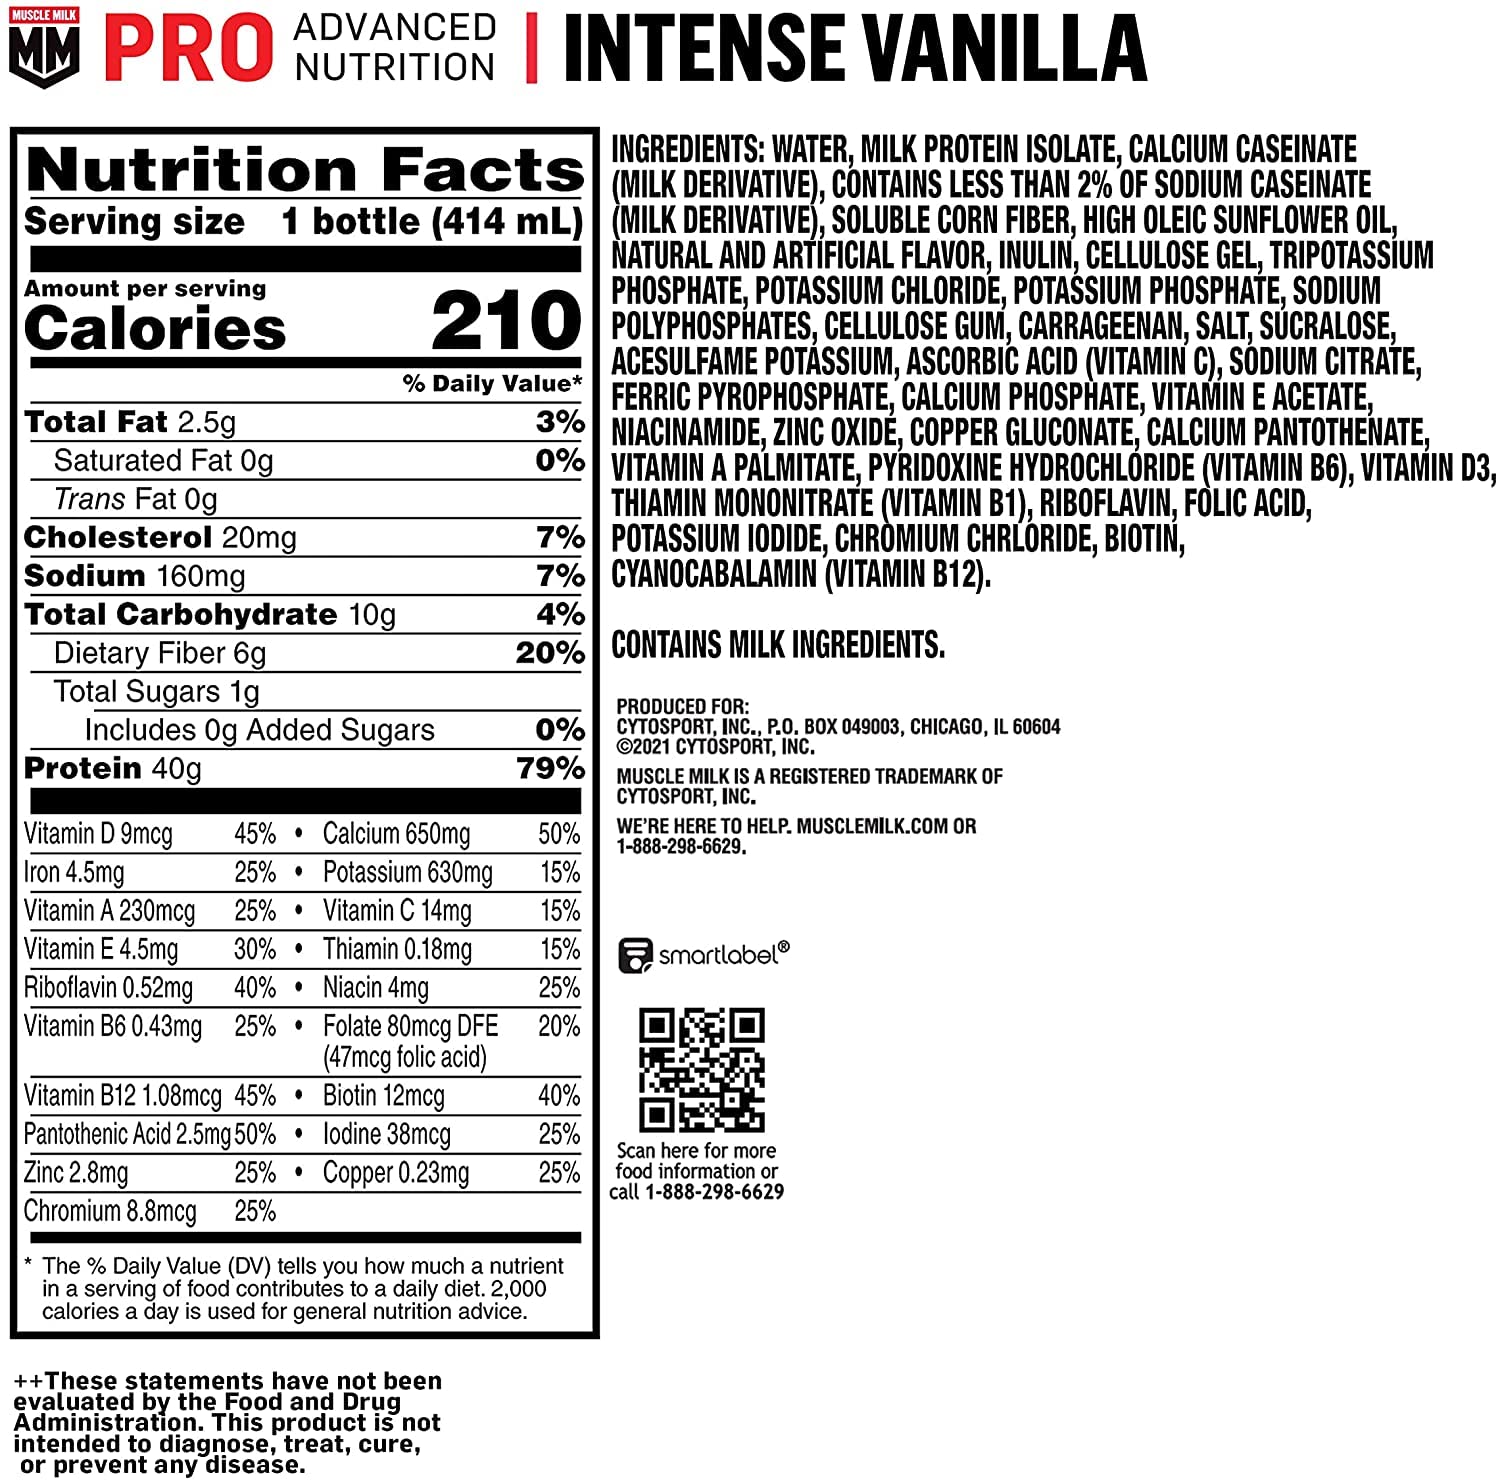 MUSCLE MILK
MM
PRO
ADVANCED
NUTRITION
INTENSE VANILLA
Nutrition Facts
Serving size 1 bottle (414 mL)
Amount per serving
Calories 210
% Daily Value*
Total Fat 2.5g 3%
Saturated Fat 0g 0%
Trans Fat 0g
Cholesterol 20mg 7%
Sodium 160mg 7%
Total Carbohydrate 10g 4%
Dietary Fiber 6g 20%
Total Sugars 1g
Includes 0g Added Sugars 0%
Protein 40g 79%
Vitamin D 9mcg 45% • Calcium 650mg 50%
Iron 4.5mg 25% • Potassium 630mg 15%
Vitamin A 230mcg 25% • Vitamin C 14mg 15%
Vitamin E 4.5mg 30% • Thiamin 0.18mg 15%
Riboflavin 0.52mg 40% • Niacin 4mg 25%
Vitamin B6 0.43mg 25% • Folate 80mcg DFE 20%
(47mcg folic acid)
Vitamin B12 1.08mcg 45% • Biotin 12mcg 40%
Pantothenic Acid 2.5mg 50% • Iodine 38mcg 25%
Zinc 2.8mg 25% • Copper 0.23mg 25%
Chromium 8.8mcg 25%
* The % Daily Value (DV) tells you how much a nutrient
in a serving of food contributes to a daily diet. 2,000
calories a day is used for general nutrition advice.
++These statements have not been
evaluated by the Food and Drug
Administration. This product is not
intended to diagnose, treat, cure,
or prevent any disease.
INGREDIENTS: WATER, MILK PROTEIN ISOLATE, CALCIUM CASEINATE
(MILK DERIVATIVE), CONTAINS LESS THAN 2% OF SODIUM CASEINATE
(MILK DERIVATIVE), SOLUBLE CORN FIBER, HIGH OLEIC SUNFLOWER OIL,
NATURAL AND ARTIFICIAL FLAVOR, INULIN, CELLULOSE GEL, TRIPOTASSIUM
PHOSPHATE, POTASSIUM CHLORIDE, POTASSIUM PHOSPHATE, SODIUM
POLYPHOSPHATES, CELLULOSE GUM, CARRAGEENAN, SALT, SUCRALOSE,
ACESULFAME POTASSIUM, ASCORBIC ACID (VITAMIN C), SODIUM CITRATE,
FERRIC PYROPHOSPHATE, CALCIUM PHOSPHATE, VITAMIN E ACETATE,
NIACINAMIDE, ZINC OXIDE, COPPER GLUCONATE, CALCIUM PANTOTHENATE,
VITAMIN A PALMITATE, PYRIDOXINE HYDROCHLORIDE (VITAMIN B6), VITAMIN D3,
THIAMIN MONONITRATE (VITAMIN B1), RIBOFLAVIN, FOLIC ACID,
POTASSIUM IODIDE, CHROMIUM CHRLORIDE, BIOTIN,
CYANOCABALAMIN (VITAMIN B12).
CONTAINS MILK INGREDIENTS.
PRODUCED FOR:
CYTOSPORT, INC., P.O. BOX 049003, CHICAGO, IL 60604
©2021 CYTOSPORT, INC.
MUSCLE MILK IS A REGISTERED TRADEMARK OF
CYTOSPORT, INC.
WE'RE HERE TO HELP. MUSCLEMILK.COM OR
1-888-298-6629.
smartlabel®
Scan here for more
food information or
call 1-888-298-6629